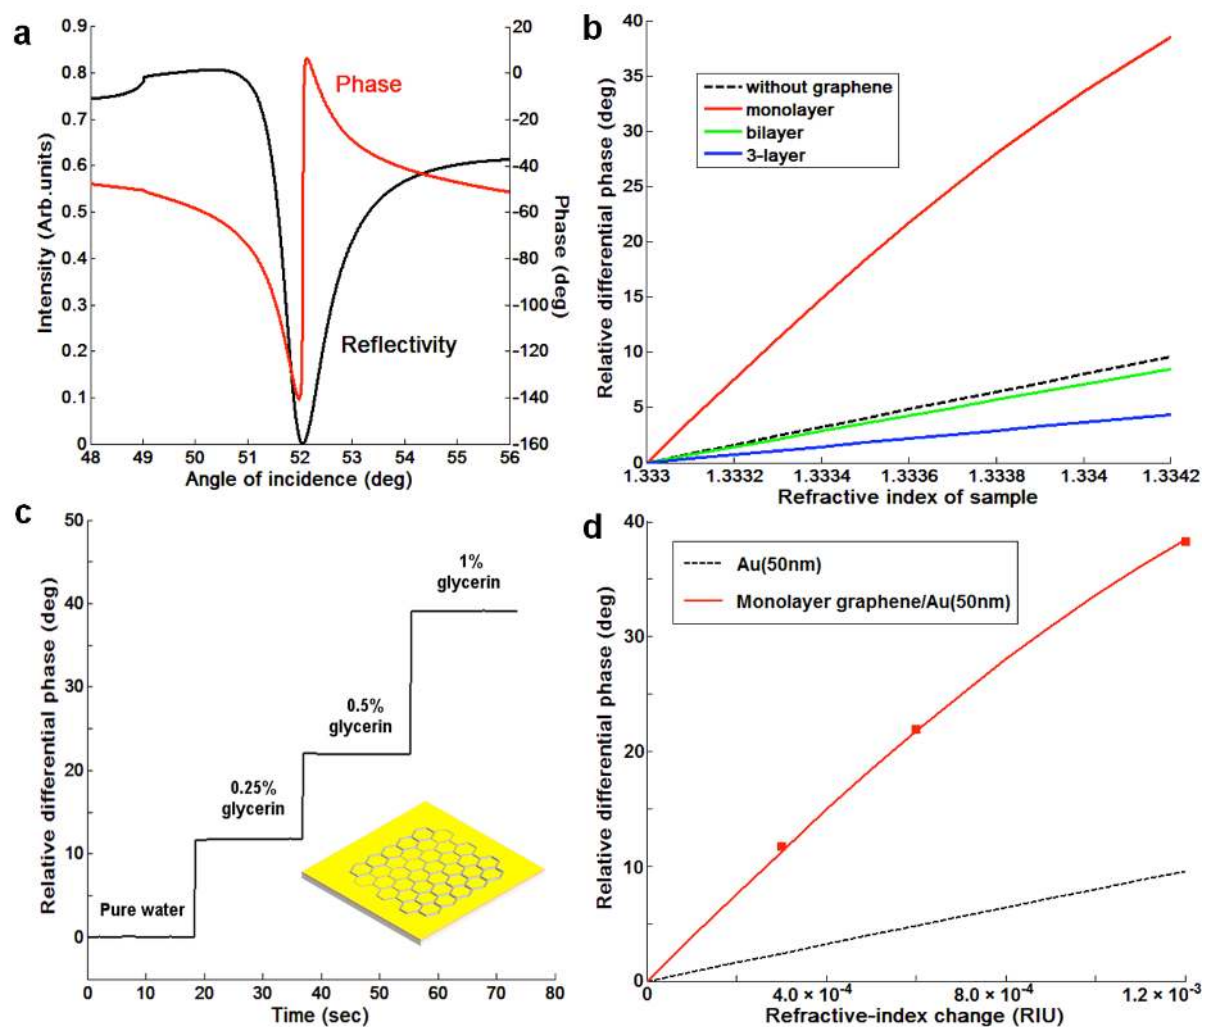 a
0.9
0.8
0.7
0.6
0.5
0.4
0.3
0.2
0.1
0
Intensity (Arb.units)
48 49 50 51 52 53 54 55 56
Angle of incidence (deg)
20
0
-20
-40
-60
-80
-100
-120
-140
-160
Phase (deg)
Phase
Reflectivity
b
40
35
30
25
20
15
10
5
0
Relative differential phase (deg)
without graphene
monolayer
bilayer
3-layer
1.333 1.3332 1.3334 1.3336 1.3338 1.334 1.3342
Refractive index of sample
c
50
40
30
20
10
0
Relative differential phase (deg)
Pure water
0.25%
glycerin
0.5%
glycerin
1%
glycerin
0 10 20 30 40 50 60 70 80
Time (sec)
d
40
30
20
10
0
Relative differential phase (deg)
Au(50nm)
Monolayer graphene/Au(50nm)
0 4.0 × 10⁻⁴ 8.0 × 10⁻⁴ 1.2 × 10⁻³
Refractive-index change (RIU)